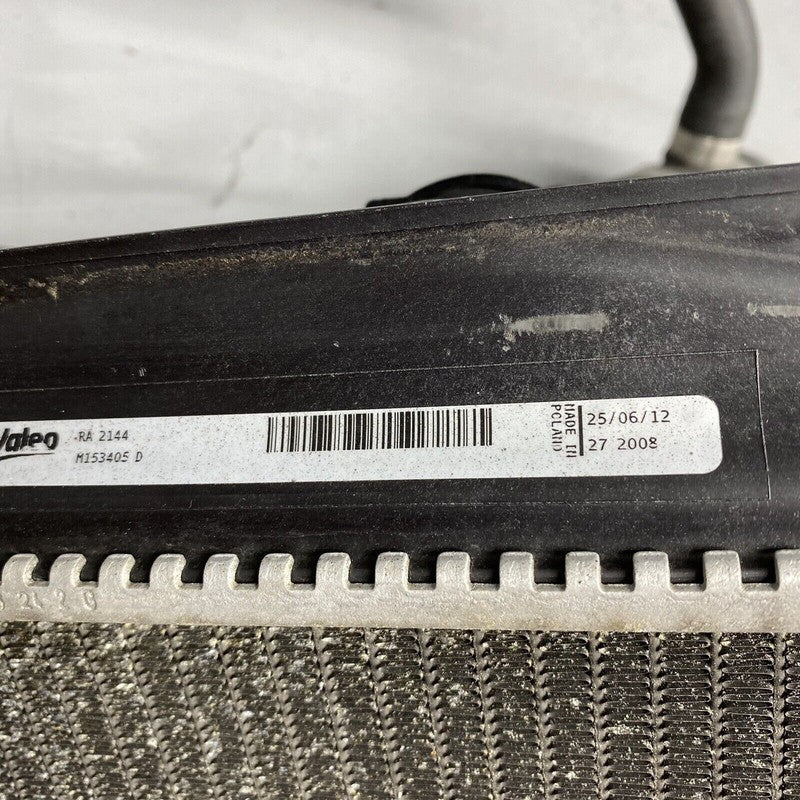 Valeo
RA 2144
M153405 D
MADE IN
POLAND
25/06/12
27 2008